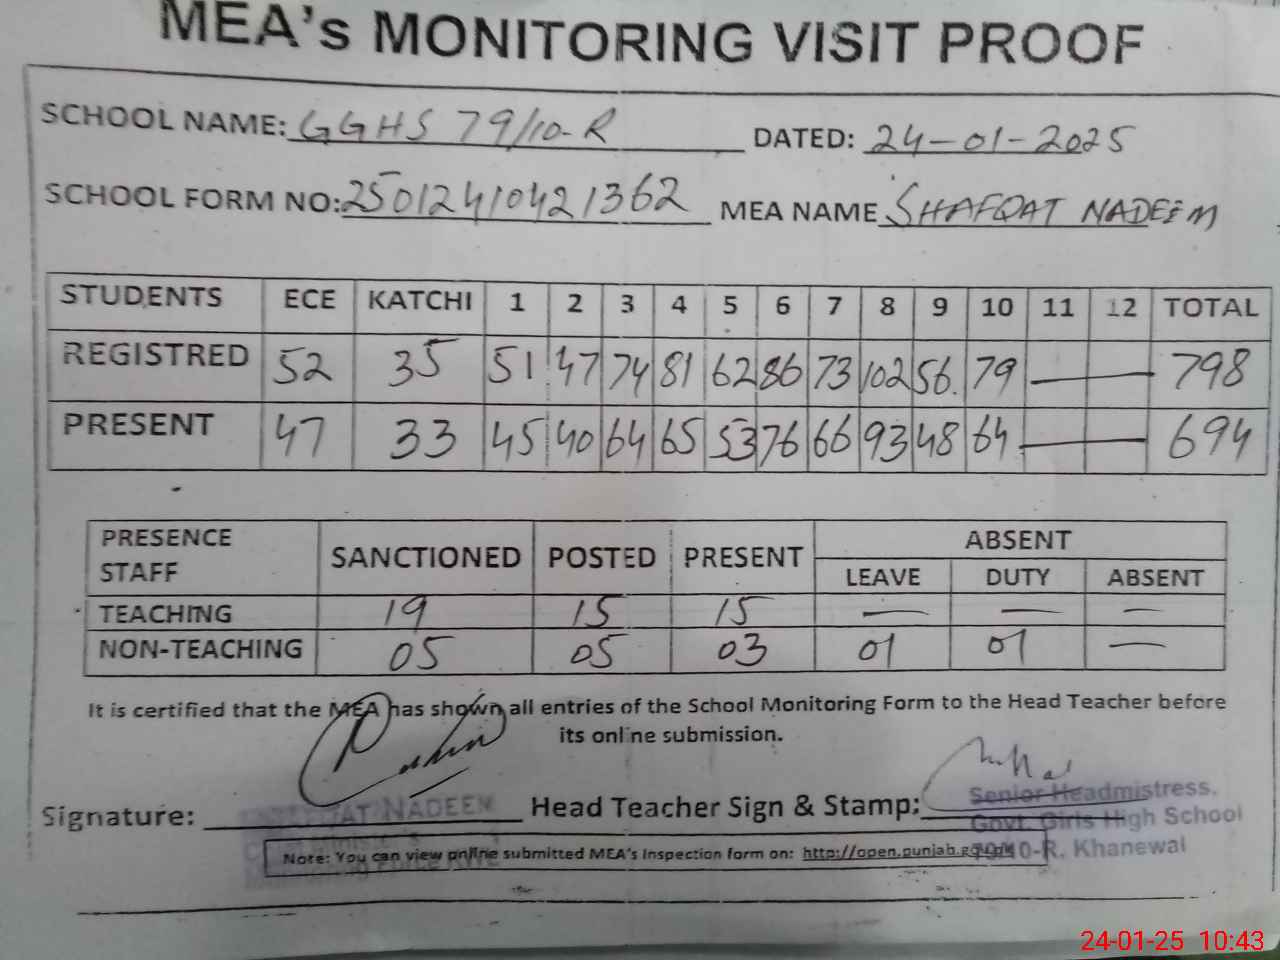 MEA's MONITORING VISIT PROOF
SCHOOL NAME: GGHS 79/10-R DATED: 24-01-2025
SCHOOL FORM NO: 25012410421362 MEA NAME SHAFQAT NADEEM
STUDENTS ECE KATCHI 1 2 3 4 5 6 7 8 9 10 11 12 TOTAL
REGISTRED 52 35 51 47 74 81 62 86 73 102 56. 79 — 798
PRESENT 47 33 45 40 64 65 53 76 66 93 48 64 — 694
PRESENCE STAFF SANCTIONED POSTED PRESENT ABSENT
LEAVE DUTY ABSENT
TEACHING 19 15 15 — — —
NON-TEACHING 05 05 03 01 01 —
It is certified that the MEA has shown all entries of the School Monitoring Form to the Head Teacher before
its online submission.
Signature: NADEEM Head Teacher Sign & Stamp:
Senior Headmistress,
Govt. Girls High School
79/10-R. Khanewal
Note: You can view online submitted MEA's Inspection form on: http://open.punjab.g
24-01-25 10:43